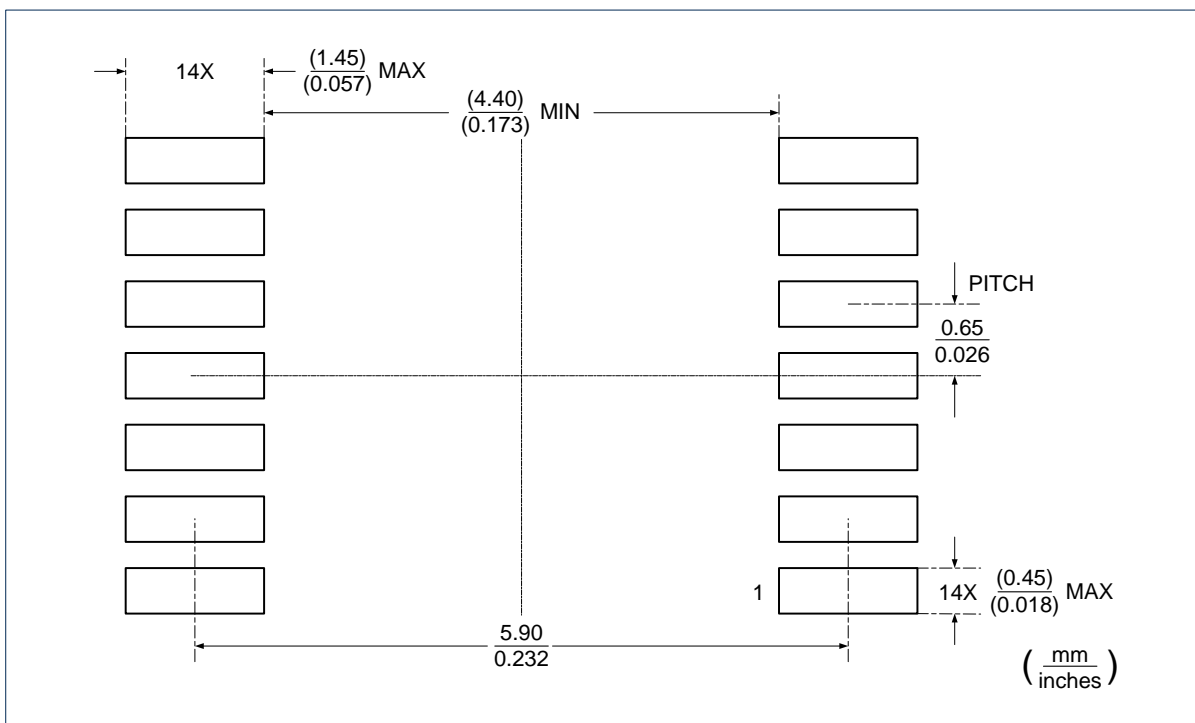 14X
(1.45)
(0.057)
MAX
(4.40)
(0.173)
MIN
PITCH
0.65
0.026
1
14X
(0.45)
(0.018)
MAX
5.90
0.232
(mm
inches)